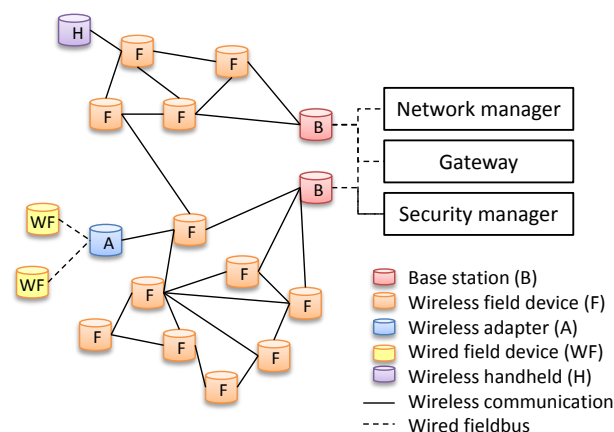 H
F
F
F
F
B
Network manager
Gateway
Security manager
B
WF
A
F
WF
F
F
F
F
F
F
F
Base station (B)
Wireless field device (F)
Wireless adapter (A)
Wired field device (WF)
Wireless handheld (H)
Wireless communication
Wired fieldbus